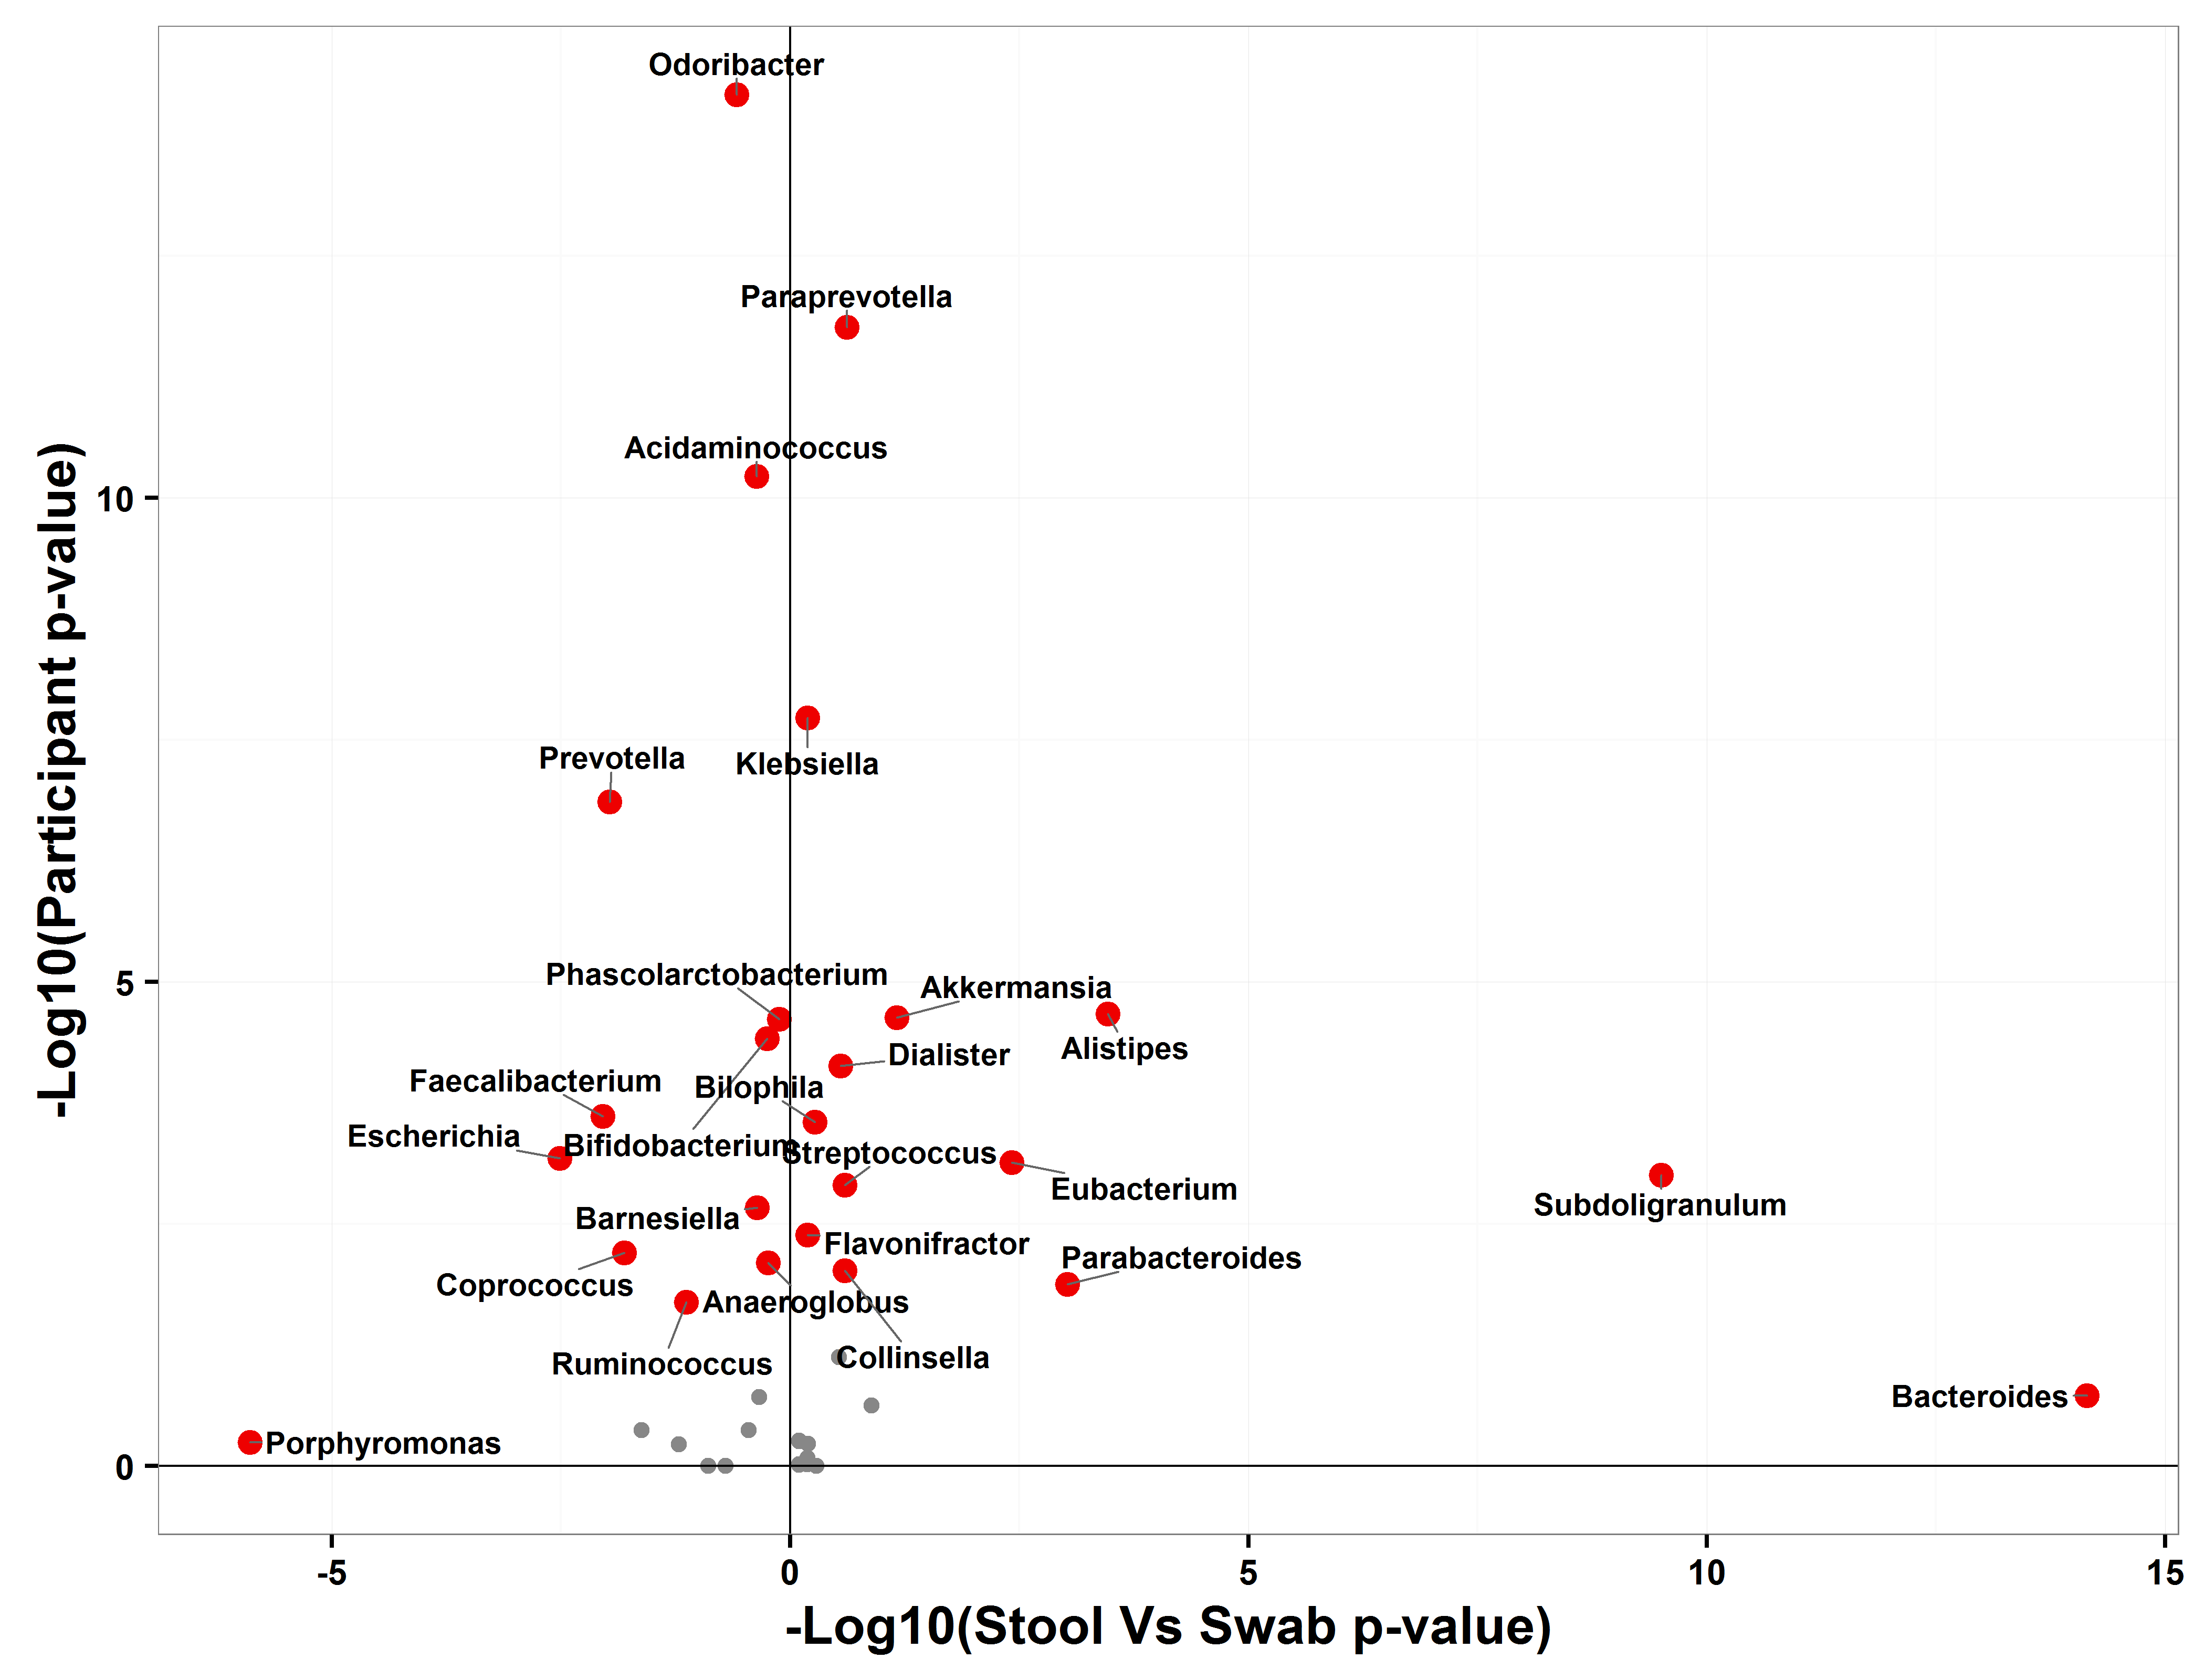 Odoribacter
Paraprevotella
Acidaminococcus
10
Prevotella
Klebsiella
-Log10(Participant p-value)
Phascolarctobacterium
5
Akkermansia
Alistipes
Dialister
Faecalibacterium
Bilophila
Escherichia
Bifidobacterium
Streptococcus
Eubacterium
Subdoligranulum
Barnesiella
Flavonifractor
Parabacteroides
Coprococcus
Anaeroglobus
Collinsella
Ruminococcus
Bacteroides
Porphyromonas
0
-5 0 5 10 15
-Log10(Stool Vs Swab p-value)